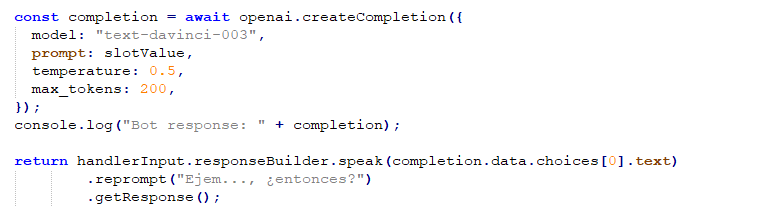 const completion = await openai.createCompletion({
model: "text-davinci-003",
prompt: slotValue,
temperature: 0.5,
max_tokens: 200,
});
console.log("Bot response: " + completion);
return handlerInput.responseBuilder.speak(completion.data.choices[0].text)
.reprompt("Ejem..., ¿entonces?")
.getResponse();